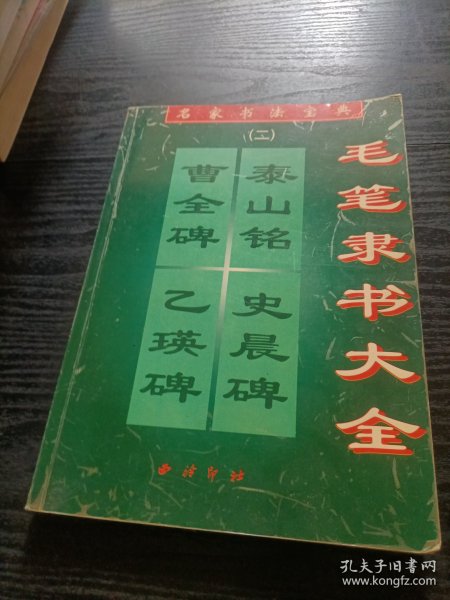 名家书法宝典
(二)
毛笔隶书大全
泰山铭
曹全碑
史晨碑
乙瑛碑
西泠印社
孔夫子旧书网
www.kongfz.com